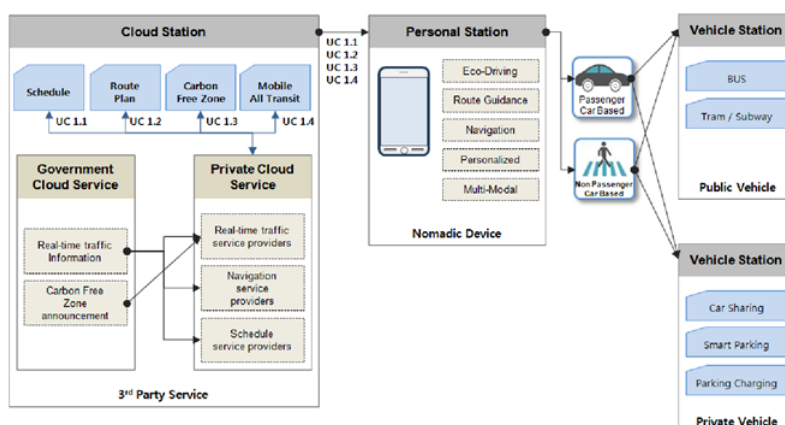 Cloud Station
Schedule
Route
Plan
Carbon
Free Zone
Mobile
All Transit
UC 1.1
UC 1.2
UC 1.3
UC 1.4
Government
Cloud Service
Real-time traffic
Information
Carbon Free
Zone
announcement
Private Cloud
Service
Real-time traffic
service providers
Navigation
service
providers
Schedule
service providers
3rd Party Service
UC 1.1
UC 1.2
UC 1.3
UC 1.4
Personal Station
Eco-Driving
Route Guidance
Navigation
Personalized
Multi-Modal
Nomadic Device
Passenger
Car Based
Non Passenger
Car Based
Vehicle Station
BUS
Tram / Subway
Public Vehicle
Vehicle Station
Car Sharing
Smart Parking
Parking Charging
Private Vehicle